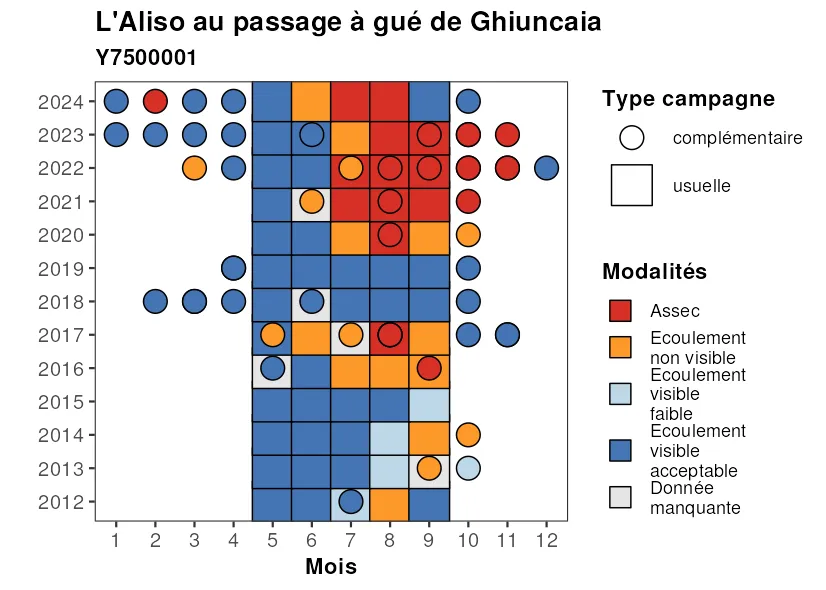 L'Aliso au passage à gué de Ghiuncaia
Y7500001
2024
2023
2022
2021
2020
2019
2018
2017
2016
2015
2014
2013
2012
1 2 3 4 5 6 7 8 9 10 11 12
Mois
Type campagne
complémentaire
usuelle
Modalités
Assec
Ecoulement
non visible
Ecoulement
visible
faible
Ecoulement
visible
acceptable
Donnée
manquante